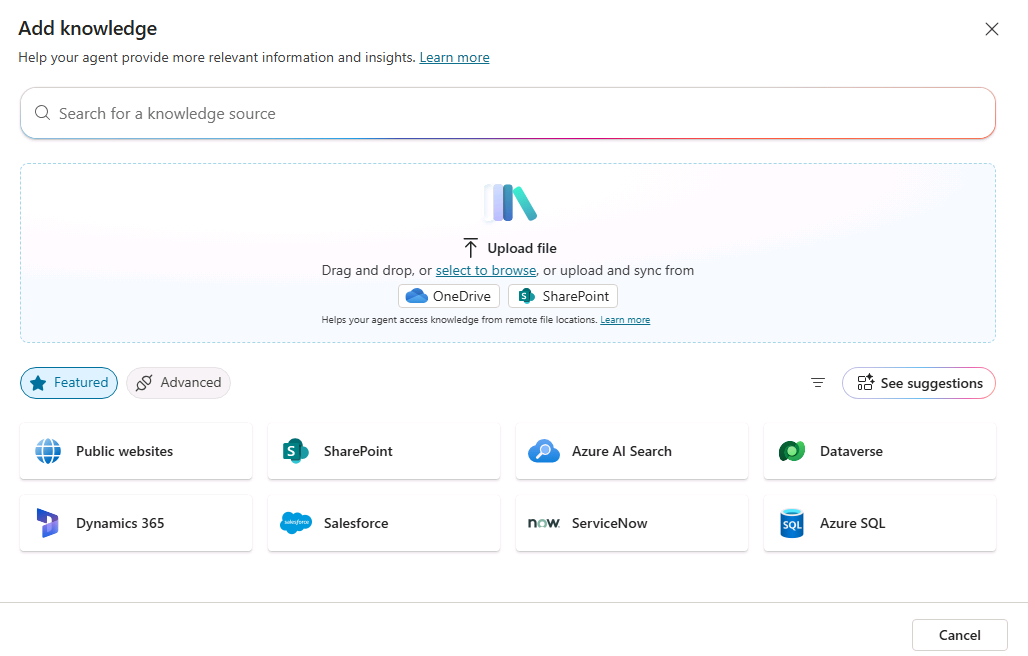 Add knowledge
Help your agent provide more relevant information and insights. Learn more
Search for a knowledge source
Upload file
Drag and drop, or select to browse, or upload and sync from
OneDrive
S SharePoint
Helps your agent access knowledge from remote file locations. Learn more
Featured
Advanced
See suggestions
Public websites
S SharePoint
Azure AI Search
Dataverse
Dynamics 365
salesforce Salesforce
now. ServiceNow
SQL Azure SQL
Cancel